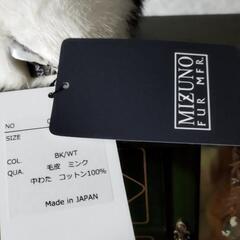 MIZUNO
FUR MFR.
NO
SIZE
COL. BK/WT
QUA. 毛皮 ミンク
中わた コットン100%
Made in JAPAN